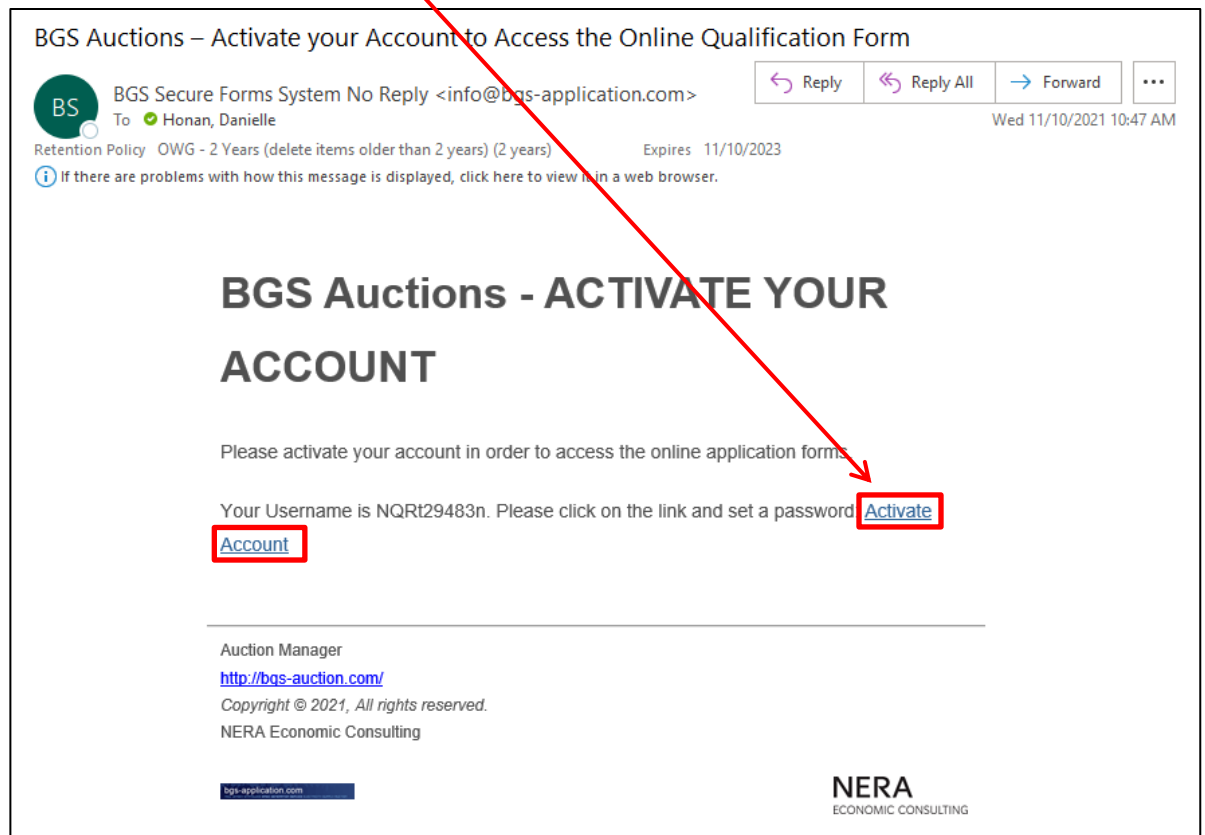 BGS Auctions – Activate your Account to Access the Online Qualification Form
BS
BGS Secure Forms System No Reply <info@bgs-application.com>
Reply
Reply All
Forward
...
To Honan, Danielle
Wed 11/10/2021 10:47 AM
Retention Policy OWG - 2 Years (delete items older than 2 years) (2 years) Expires 11/10/2023
If there are problems with how this message is displayed, click here to view it in a web browser.
BGS Auctions - ACTIVATE YOUR
ACCOUNT
Please activate your account in order to access the online application forms.
Your Username is NQRt29483n. Please click on the link and set a password: Activate
Account
Auction Manager
http://bgs-auction.com/
Copyright © 2021, All rights reserved.
NERA Economic Consulting
bgs-application.com
NERA
ECONOMIC CONSULTING